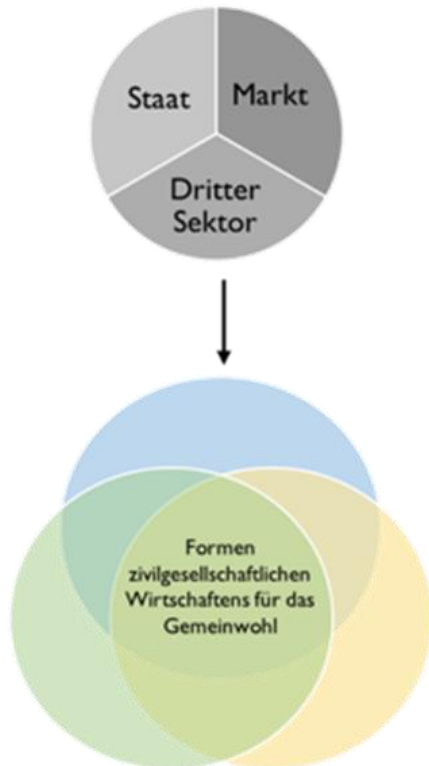 Staat
Markt
Dritter
Sektor
Formen
zivilgesellschaftlichen
Wirtschaftens für das
Gemeinwohl